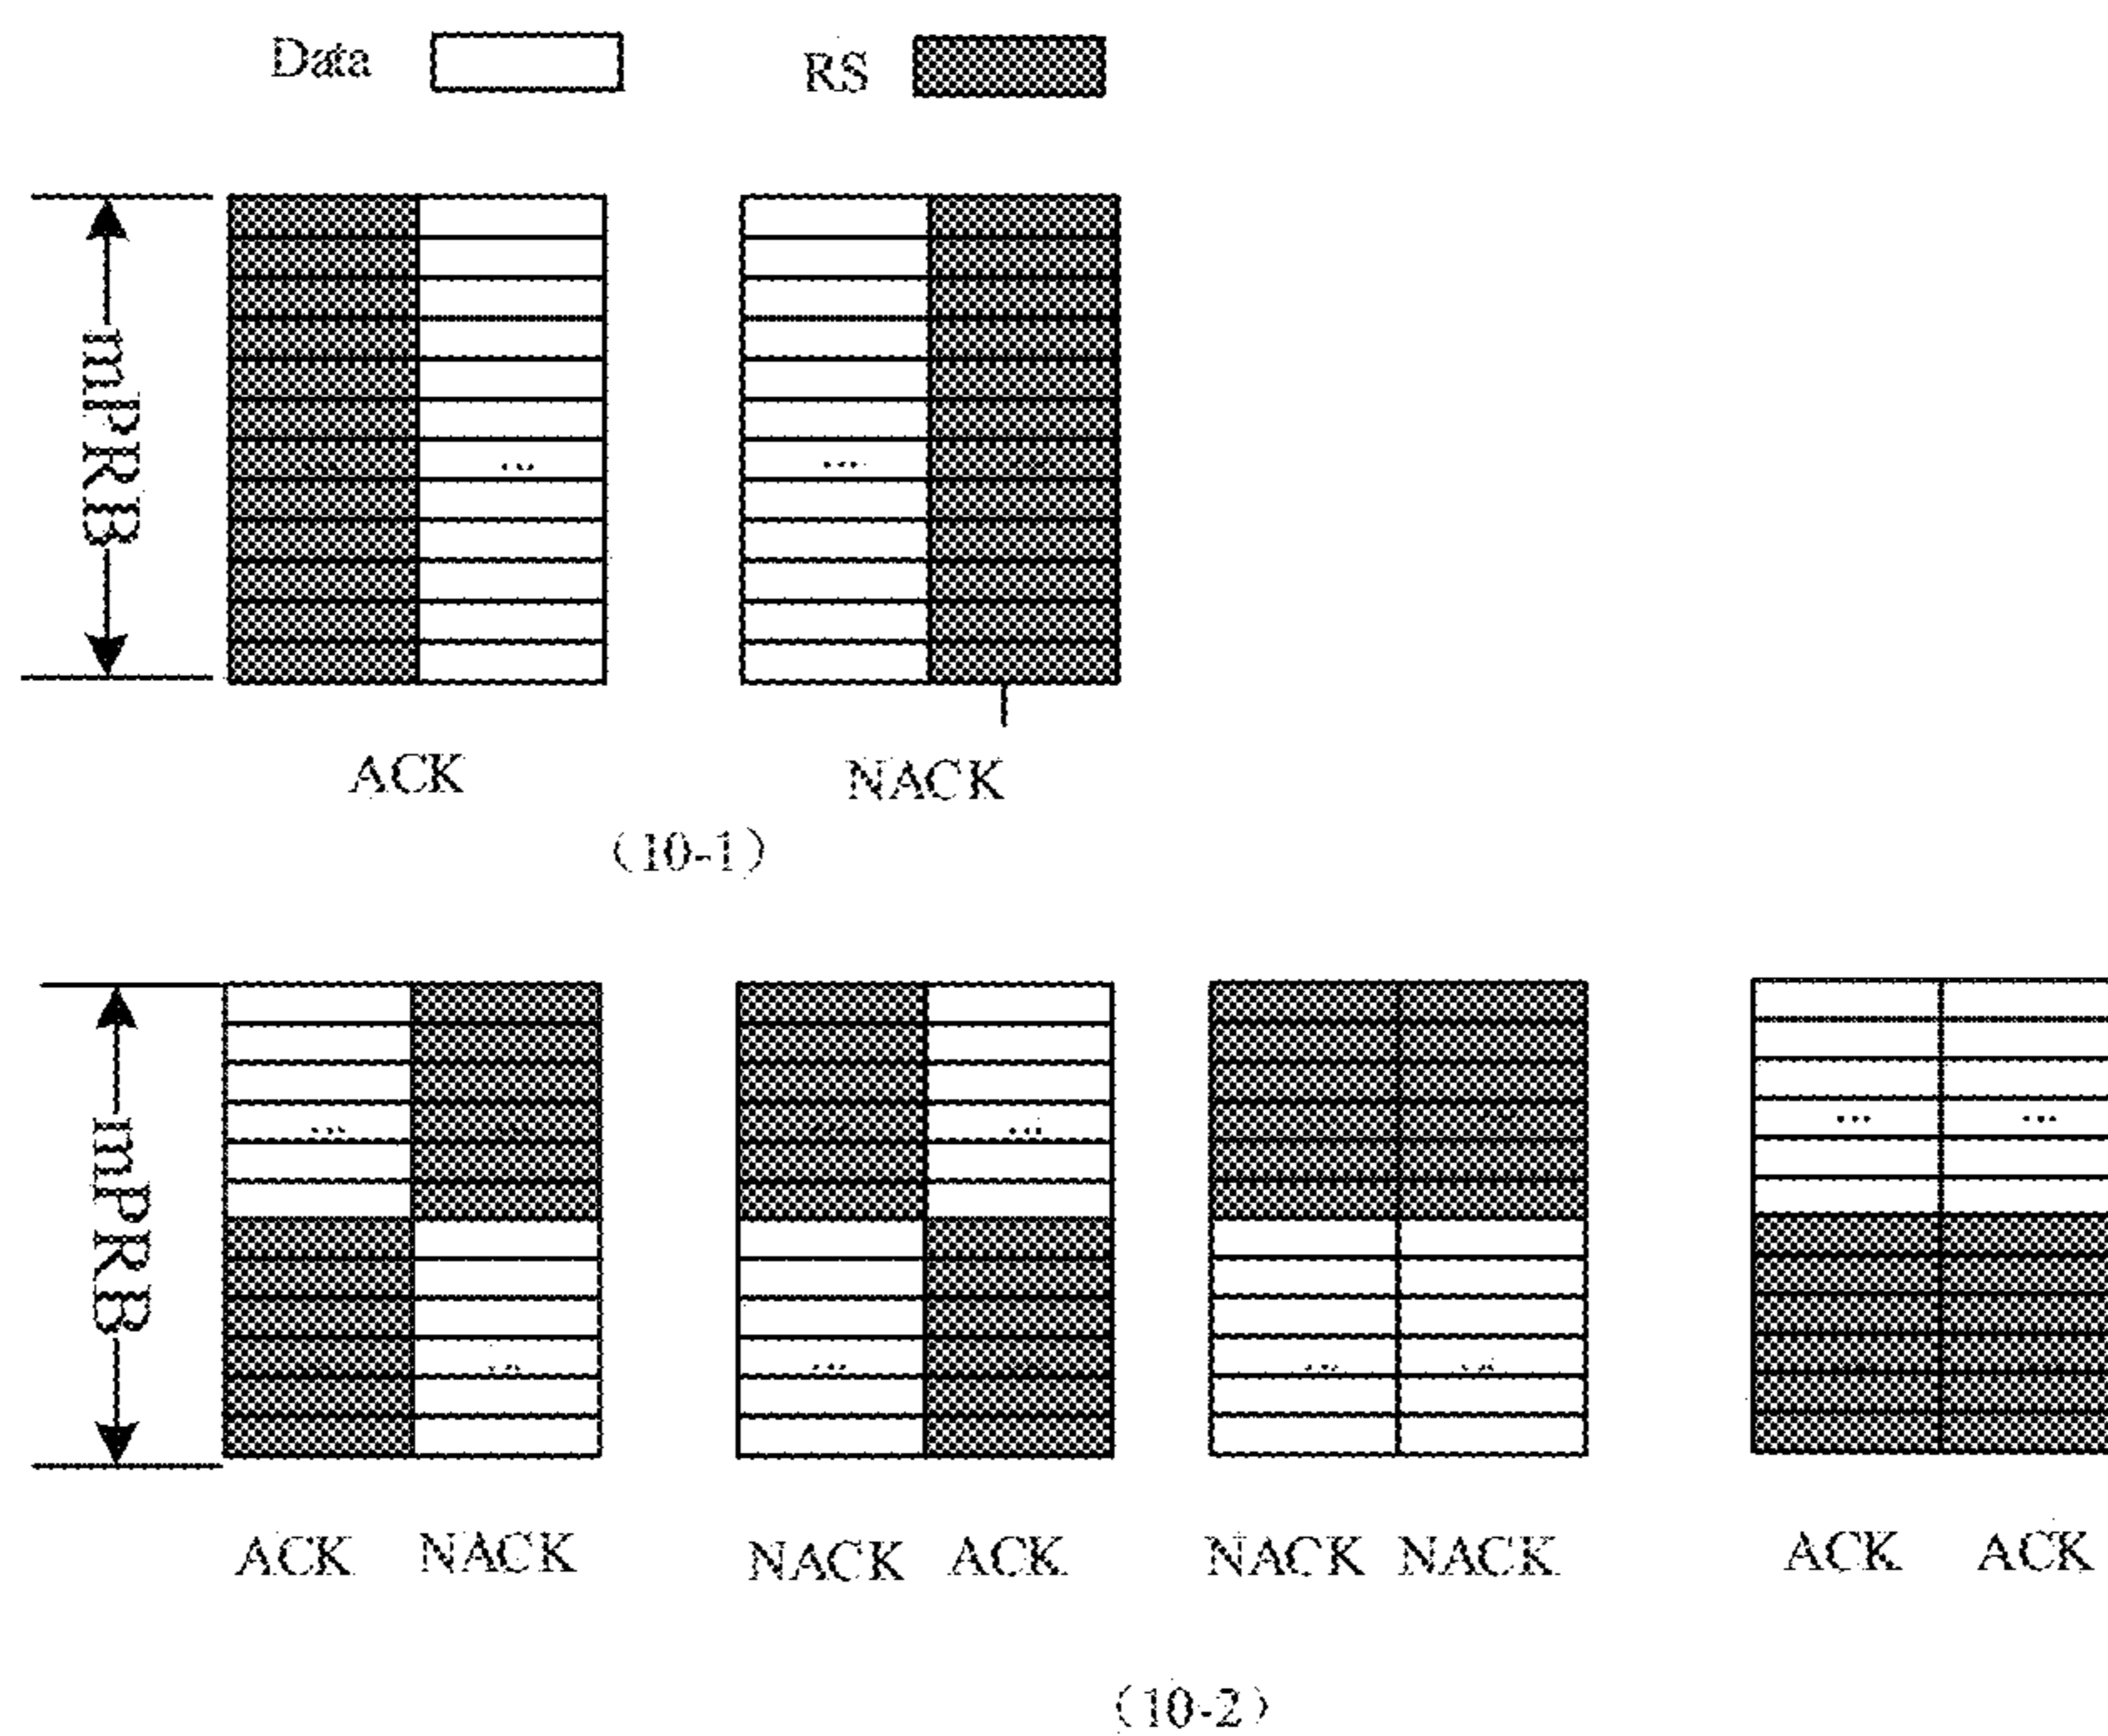 Data RS
mPRB
... ... ...
ACK NACK
(10-1)
mPRB
... ... ... ...
... ... ... ...
ACK NACK NACK ACK NACK NACK ACK ACK
(10-2)